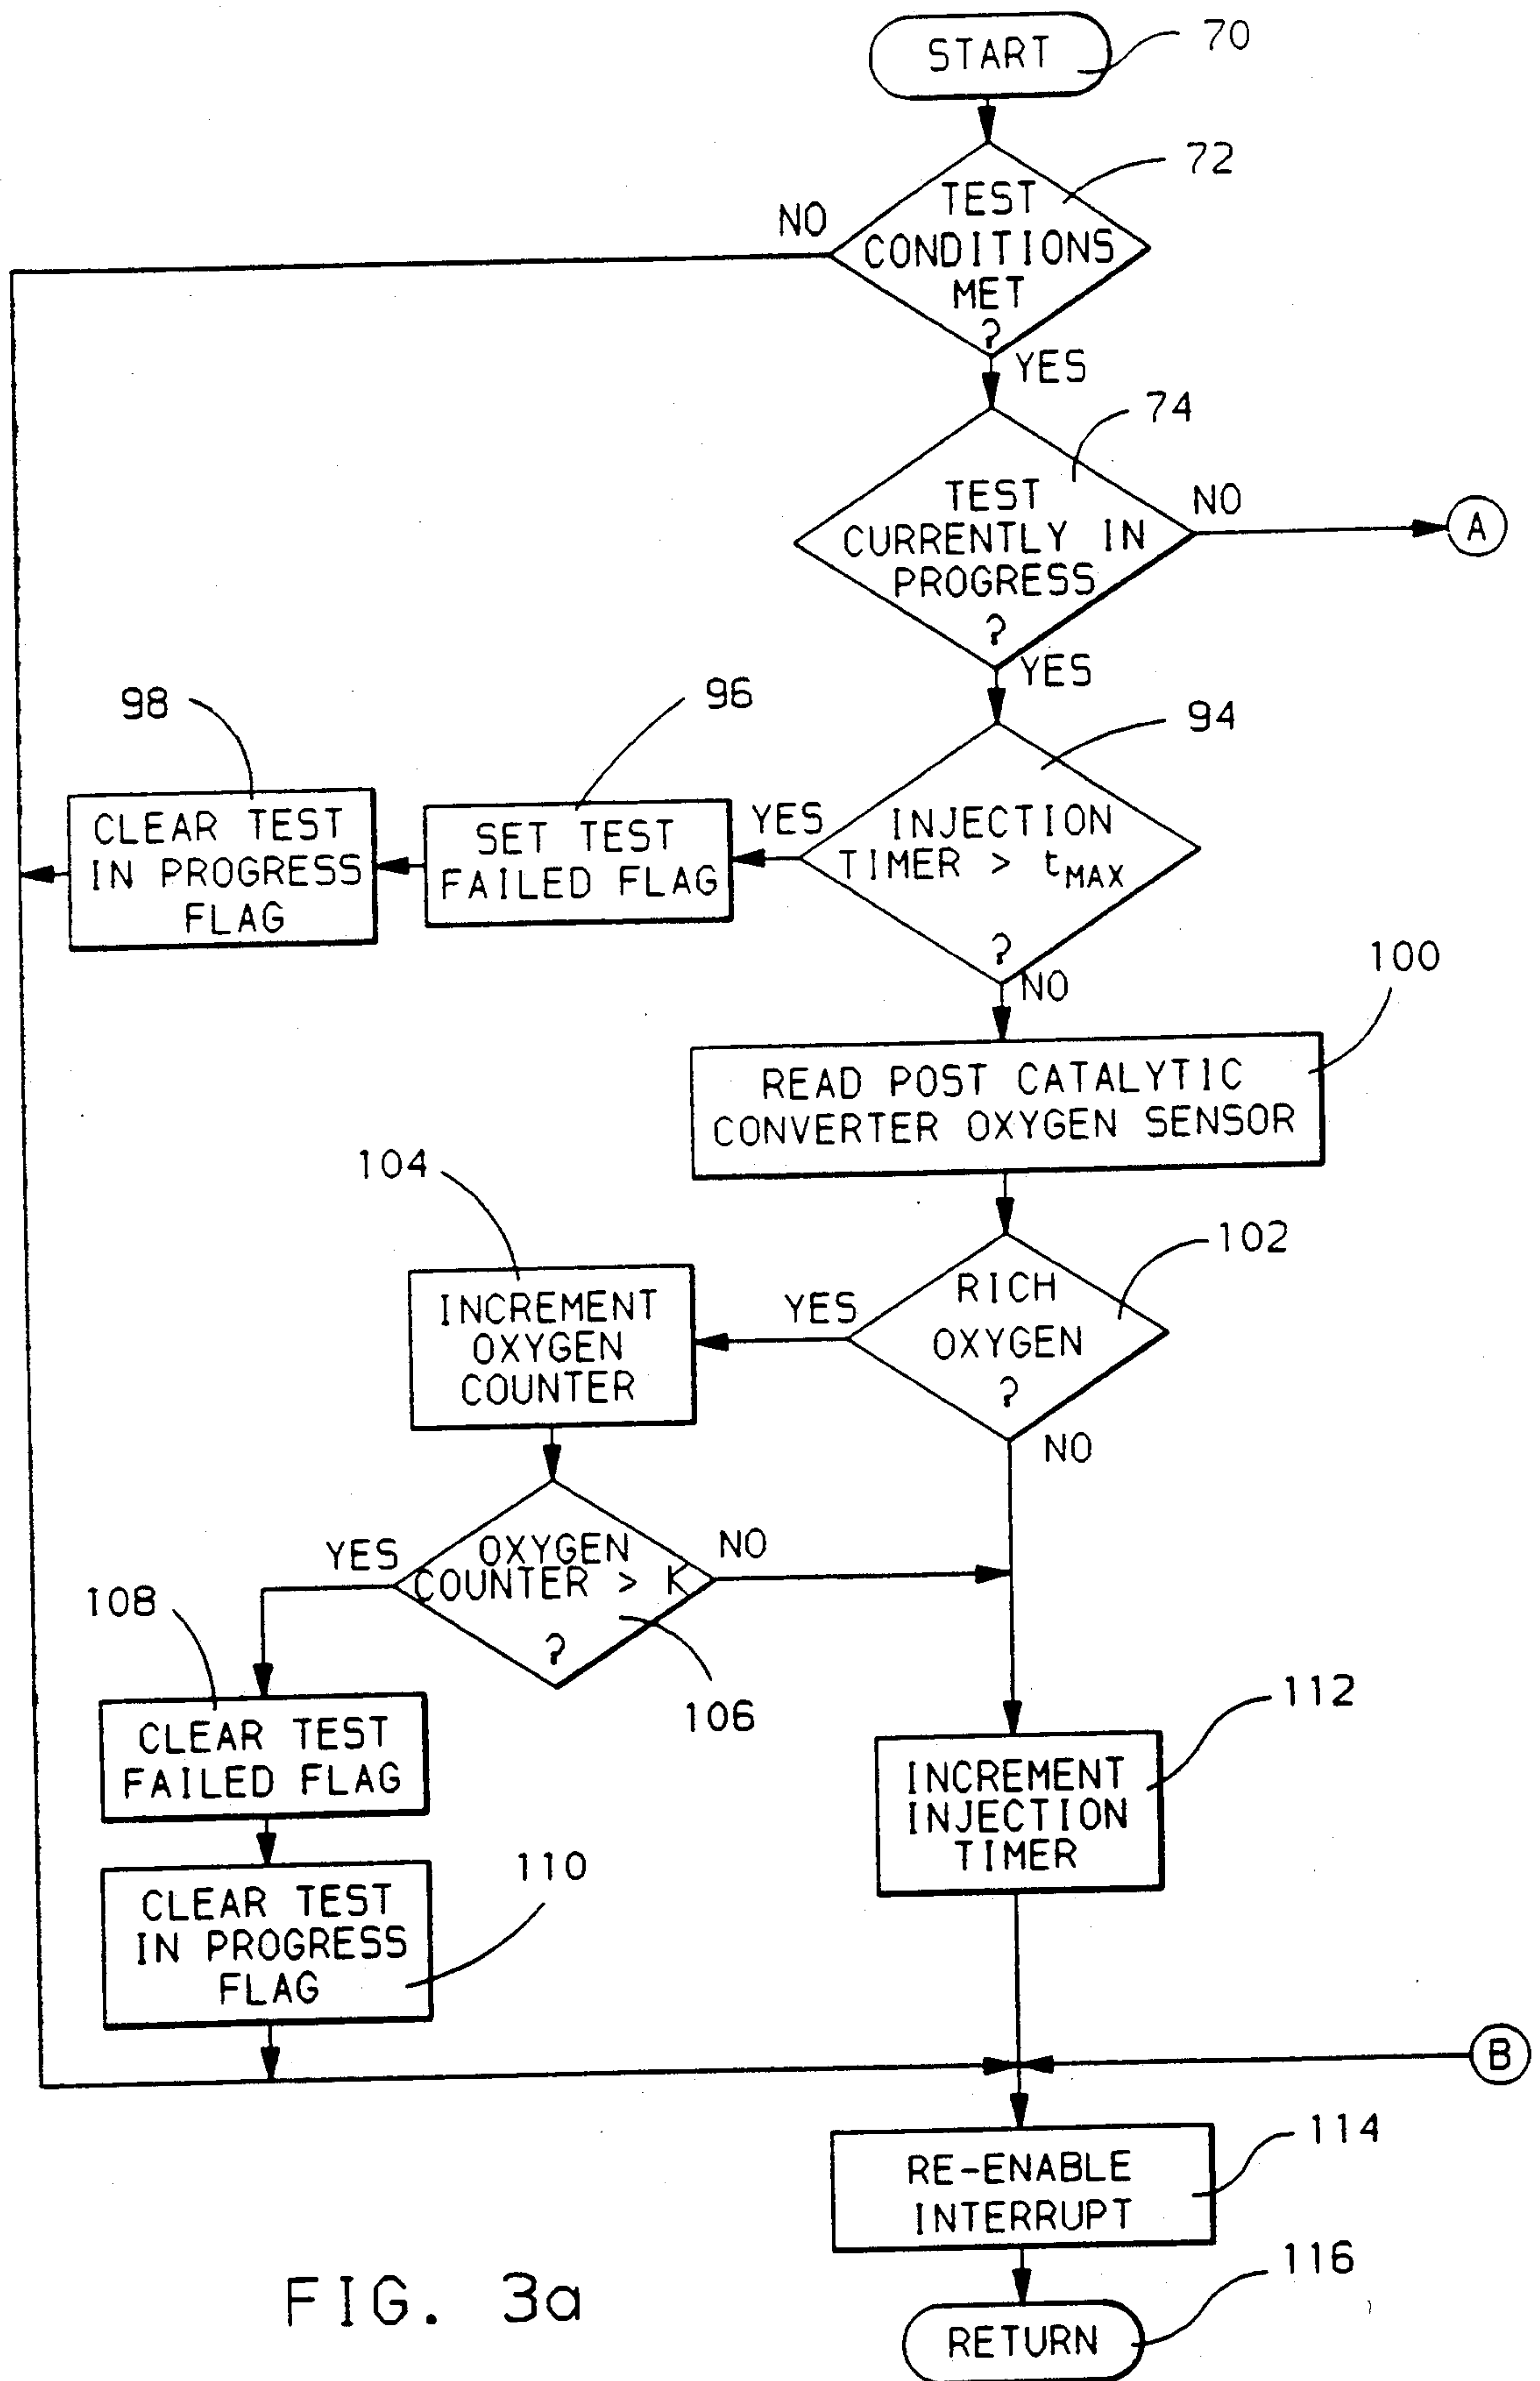 START
70
72
TEST
CONDITIONS
MET
?
NO
YES
74
TEST
CURRENTLY IN
PROGRESS
?
NO
A
YES
98
96
94
CLEAR TEST
IN PROGRESS
FLAG
SET TEST
FAILED FLAG
YES
INJECTION
TIMER > tMAX
?
NO
100
READ POST CATALYTIC
CONVERTER OXYGEN SENSOR
104
102
INCREMENT
OXYGEN
COUNTER
YES
RICH
OXYGEN
?
NO
YES
OXYGEN
COUNTER > K
?
NO
108
106
112
CLEAR TEST
FAILED FLAG
INCREMENT
INJECTION
TIMER
110
CLEAR TEST
IN PROGRESS
FLAG
B
114
RE-ENABLE
INTERRUPT
116
RETURN
FIG. 3a